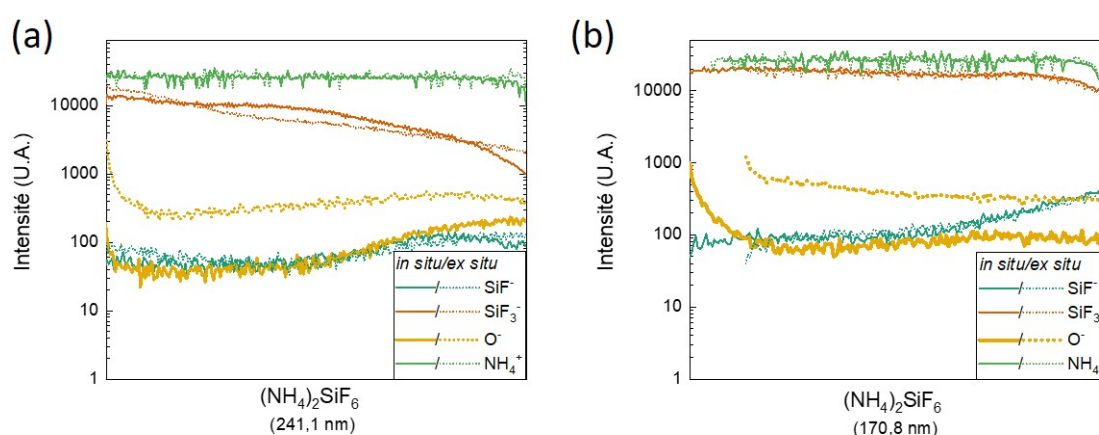 (a)
Intensité (U.A.)
10000
1000
100
10
1
in situ/ex situ
/ SiF⁻
/ SiF₃⁻
/ O⁻
/ NH₄⁺
(NH₄)₂SiF₆
(241,1 nm)
(b)
Intensité (U.A.)
10000
1000
100
10
1
in situ/ex situ
/ SiF⁻
/ SiF₃
/ O⁻
/ NH₄
(NH₄)₂SiF₆
(170,8 nm)